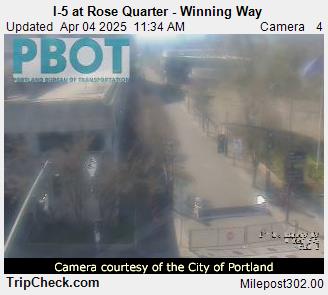 I-5 at Rose Quarter - Winning Way
Updated Apr 04 2025 11:34 AM Camera 4
PBOT
PORTLAND BUREAU OF TRANSPORTATION
Camera courtesy of the City of Portland
TripCheck.com Milepost302.00